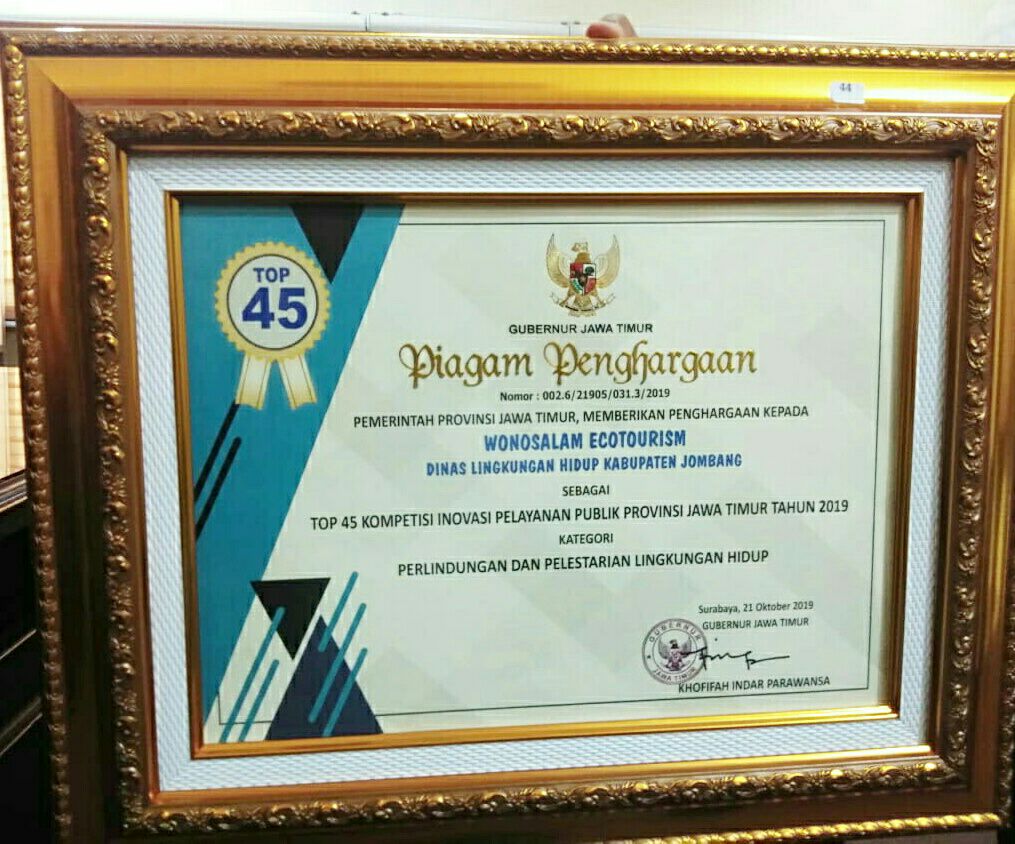 44
TOP
45
GUBERNUR JAWA TIMUR
Piagam Penghargaan
Nomor : 002.6/21905/031.3/2019
PEMERINTAH PROVINSI JAWA TIMUR, MEMBERIKAN PENGHARGAAN KEPADA
WONOSALAM ECOTOURISM
DINAS LINGKUNGAN HIDUP KABUPATEN JOMBANG
SEBAGAI
TOP 45 KOMPETISI INOVASI PELAYANAN PUBLIK PROVINSI JAWA TIMUR TAHUN 2019
KATEGORI
PERLINDUNGAN DAN PELESTARIAN LINGKUNGAN HIDUP
Surabaya, 21 Oktober 2019
GUBERNUR JAWA TIMUR
GUBERNUR
JAWA TIMUR
KHOFIFAH INDAR PARAWANSA